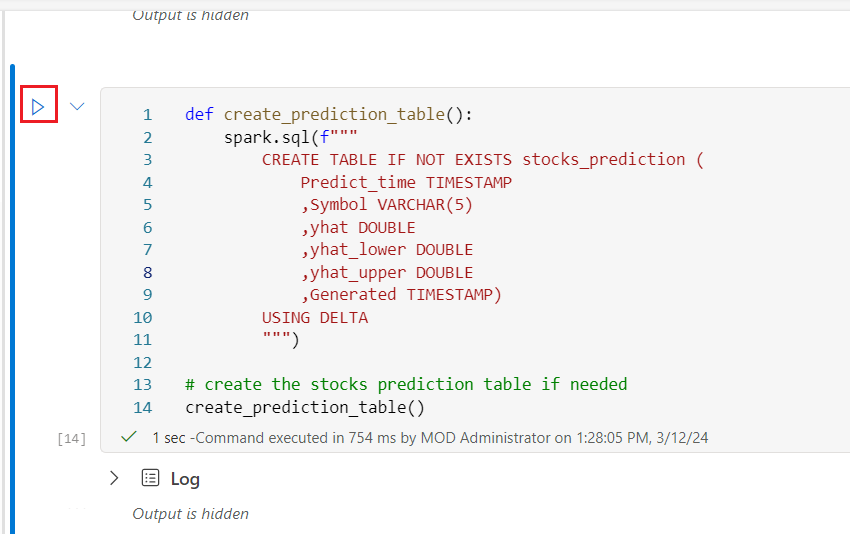 Output is hidden
1 def create_prediction_table():
2 spark.sql(f"""
3 CREATE TABLE IF NOT EXISTS stocks_prediction (
4 Predict_time TIMESTAMP
5 ,Symbol VARCHAR(5)
6 ,yhat DOUBLE
7 ,yhat_lower DOUBLE
8 ,yhat_upper DOUBLE
9 ,Generated TIMESTAMP)
10 USING DELTA
11 """)
12
13 # create the stocks prediction table if needed
14 create_prediction_table()
[14] 1 sec -Command executed in 754 ms by MOD Administrator on 1:28:05 PM, 3/12/24
Log
Output is hidden